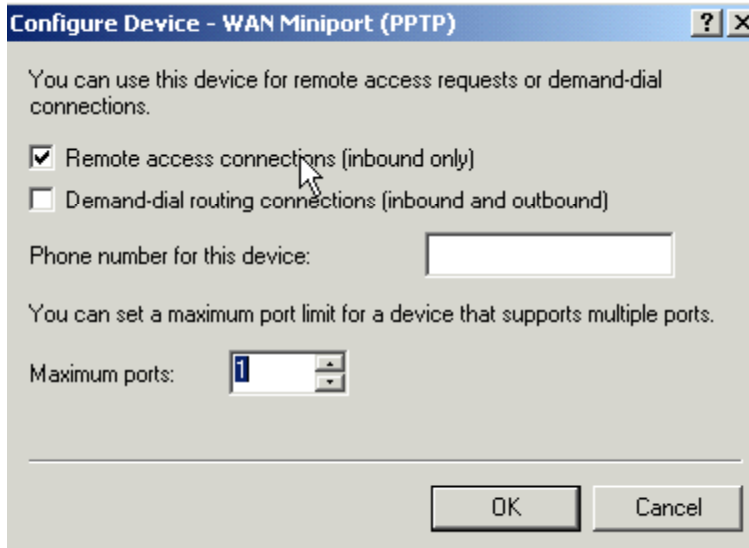 Configure Device - WAN Miniport (PPTP)
You can use this device for remote access requests or demand-dial
connections.
Remote access connections (inbound only)
Demand-dial routing connections (inbound and outbound)
Phone number for this device:
You can set a maximum port limit for a device that supports multiple ports.
Maximum ports: 1
OK Cancel